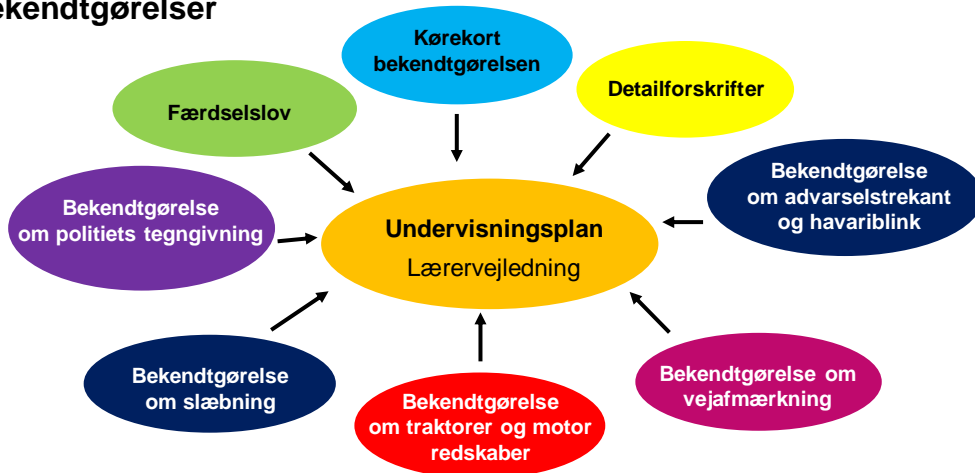 ekendtgørelser
Kørekort
bekendtgørelsen
Detailforskrifter
Færdselslov
Bekendtgørelse
om advarselstrekant
og havariblink
Bekendtgørelse
om politiets tegngivning
Undervisningsplan
Lærervejledning
Bekendtgørelse
om slæbning
Bekendtgørelse
om traktorer og motor
redskaber
Bekendtgørelse om
vejafmærkning